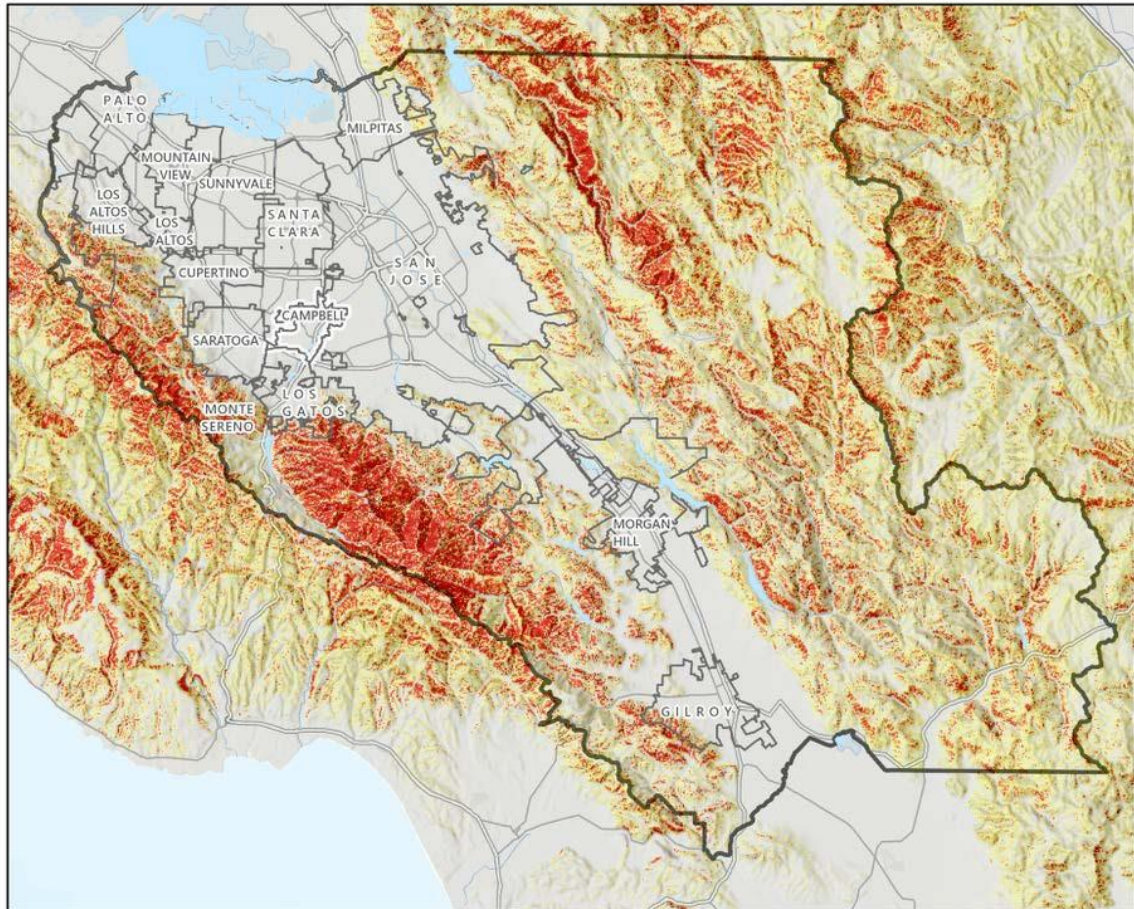 PALO
ALTO
MILPITAS
MOUNTAIN
VIEW
SUNNYVALE
LOS
ALTOS
HILLS
LOS
ALTOS
SANTA
CLARA
SAN
JOSE
CUPERTINO
CAMPBELL
SARATOGA
LOS
GATOS
MONTE
SERENO
MORGAN
HILL
GILROY